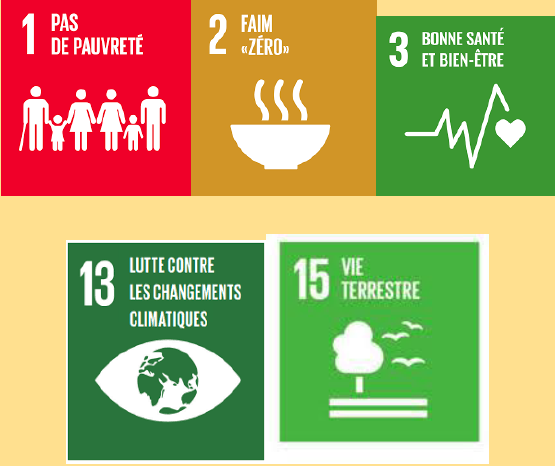 1 PAS
DE PAUVRETÉ
2 FAIM
«ZÉRO»
3 BONNE SANTÉ
ET BIEN-ÊTRE
13 LUTTE CONTRE
LES CHANGEMENTS
CLIMATIQUES
15 VIE
TERRESTRE